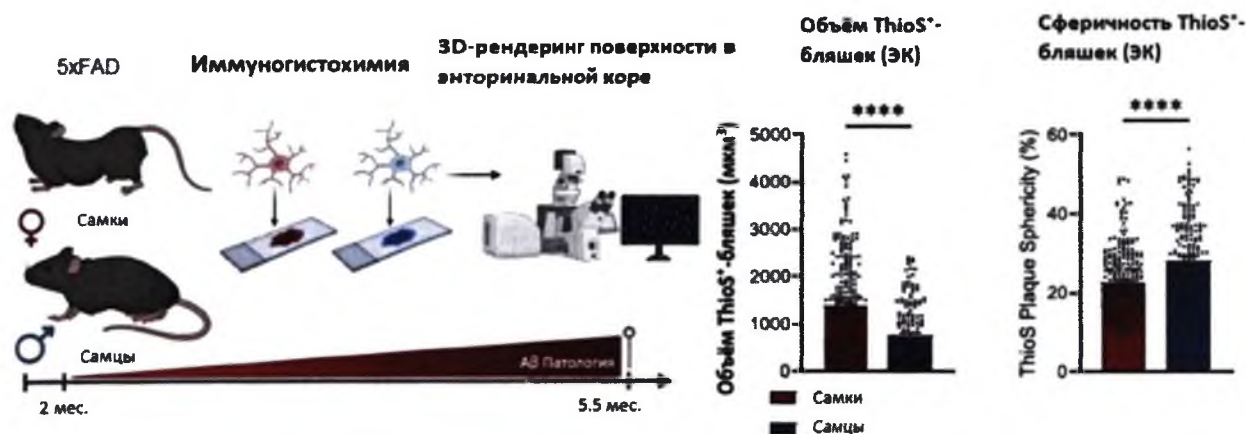 5xFAD
Иммуногистохимия
3D-рендеринг поверхности в
энторинальной коре
Самки
Самцы
Aβ Патология
2 мес.
5.5 мес.
Объём ThioS⁺-
бляшек (ЭК)
****
Объём ThioS⁺-бляшек (мкм³)
5000
4000
3000
2000
1000
0
Самки
Самцы
Сферичность ThioS⁺-
бляшек (ЭК)
****
ThioS Plaque Sphericity (%)
60
40
20
0